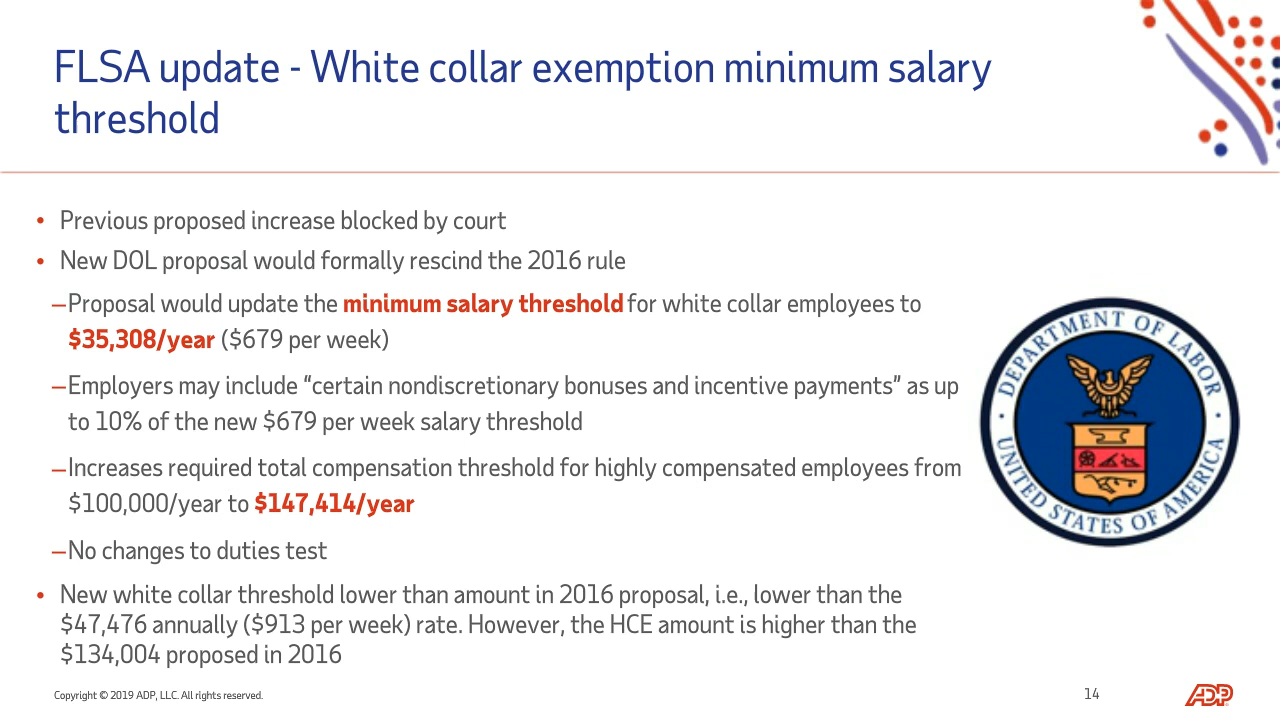 FLSA update - White collar exemption minimum salary
threshold
• Previous proposed increase blocked by court
• New DOL proposal would formally rescind the 2016 rule
–Proposal would update the minimum salary threshold for white collar employees to
$35,308/year ($679 per week)
–Employers may include “certain nondiscretionary bonuses and incentive payments” as up
to 10% of the new $679 per week salary threshold
–Increases required total compensation threshold for highly compensated employees from
$100,000/year to $147,414/year
–No changes to duties test
• New white collar threshold lower than amount in 2016 proposal, i.e., lower than the
$47,476 annually ($913 per week) rate. However, the HCE amount is higher than the
$134,004 proposed in 2016
DEPARTMENT OF LABOR
UNITED STATES OF AMERICA
Copyright © 2019 ADP, LLC. All rights reserved.
14
ADP